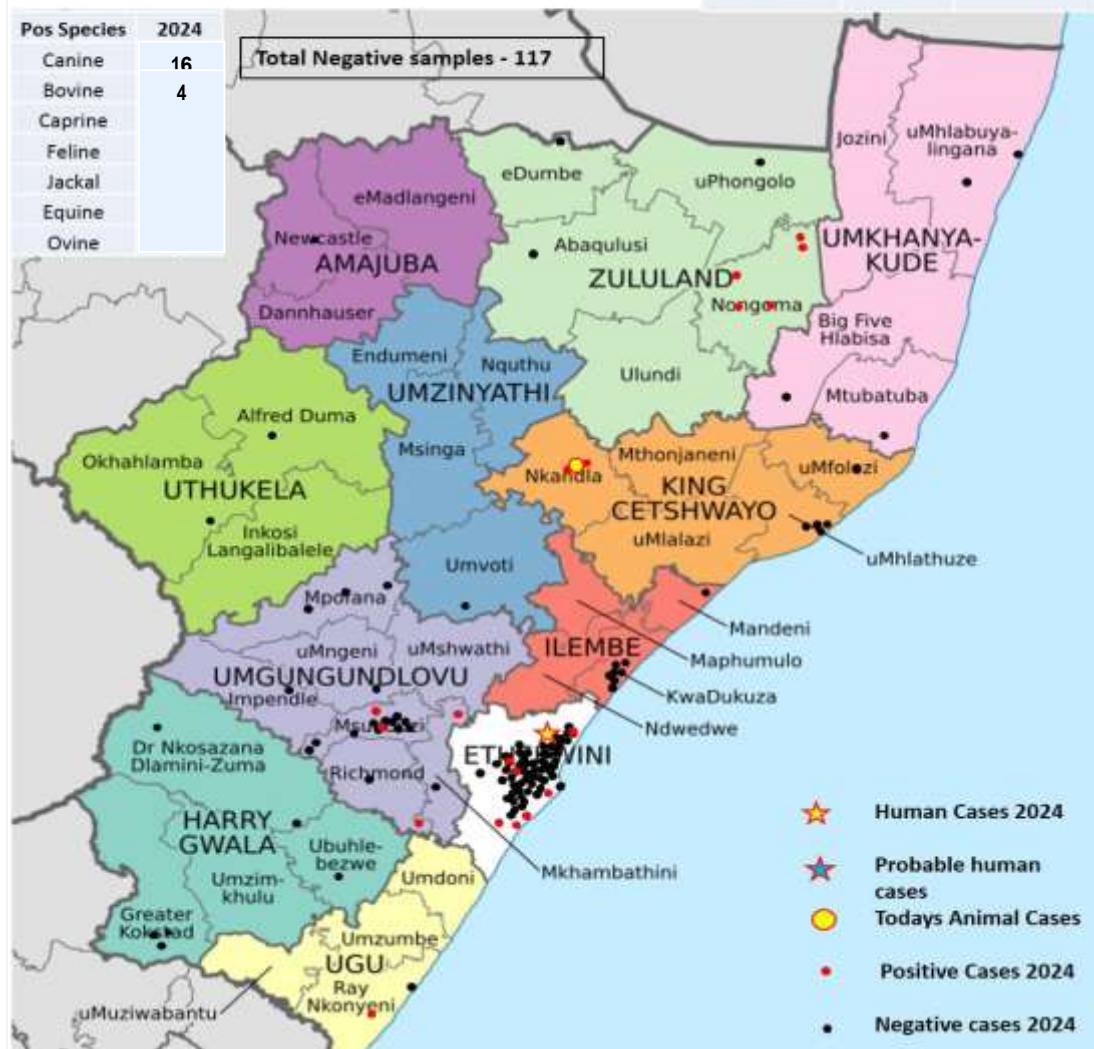 Pos Species 2024
Canine 16
Bovine 4
Caprine
Feline
Jackal
Equine
Ovine
Total Negative samples - 117
Jozini
uMhlabuya-
lingana
eDumbe
uPhongolo
eMadlangeni
Newcastle
AMAJUBA
Abaqulusi
ZULULAND
UMKHANYA-
KUDE
Dannhauser
Nongoma
Big Five
Hlabisa
Endumeni
Nquthu
UMZINYATHI
Ulundi
Mtubatuba
Alfred Duma
Msinga
Okhahlamba
UTHUKELA
Nkandla
Mthonjaneni
uMfolozi
KING
CETSHWAYO
Inkosi
Langalibalele
uMlalazi
uMhlathuze
Umvoti
Mpofana
Mandeni
uMngeni
uMshwathi
ILEMBE
Maphumulo
UMGUNGUNDLOVU
Impendle
KwaDukuza
Ndwedwe
Msunduzi
ETHEKWINI
Dr Nkosazana
Dlamini-Zuma
Richmond
HARRY
GWALA
Ubuhle-
bezwe
Mkhambathini
Umzim-
khulu
Umdoni
Greater
Kokstad
Umzumbe
UGU
Ray
Nkonyeni
uMuziwabantu
Human Cases 2024
Probable human
cases
Todays Animal Cases
Positive Cases 2024
Negative cases 2024